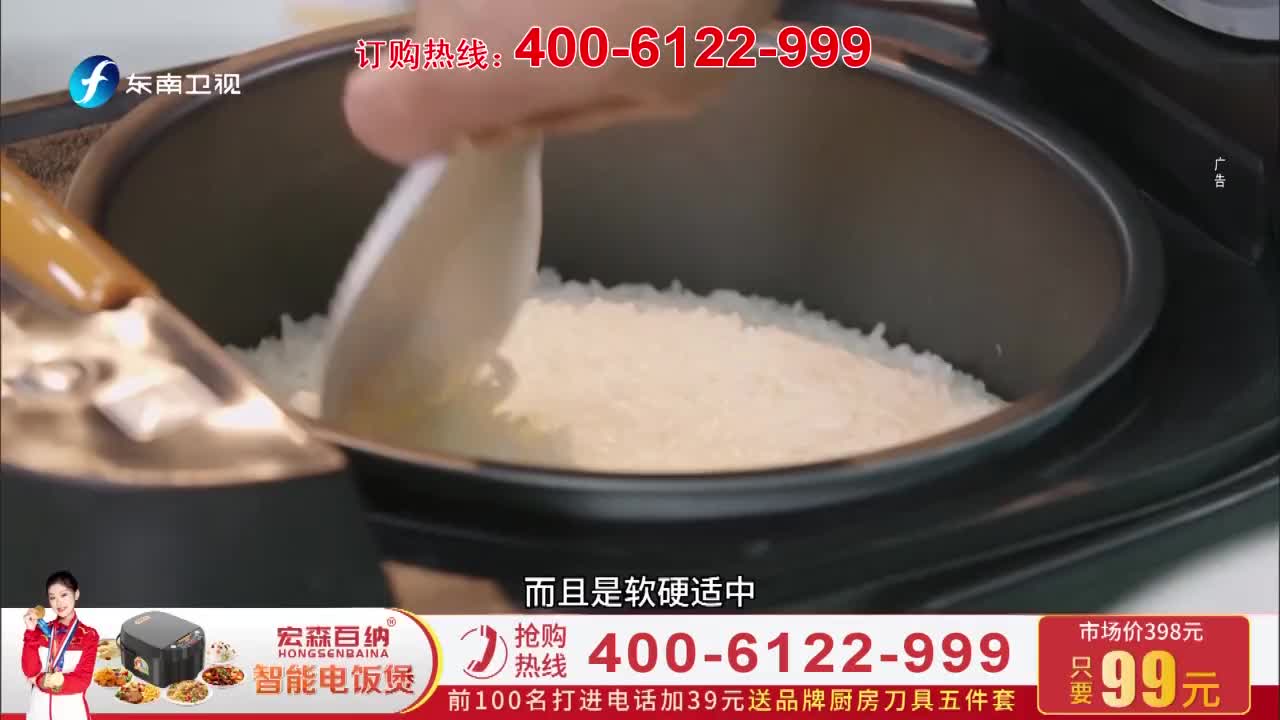 订购热线：400-6122-999
东南卫视
广告
而且是软硬适中
宏森百纳®
HONGSENBAINA
智能电饭煲
抢购热线
400-6122-999
前100名打进电话加39元送品牌厨房刀具五件套
市场价398元
只要99元